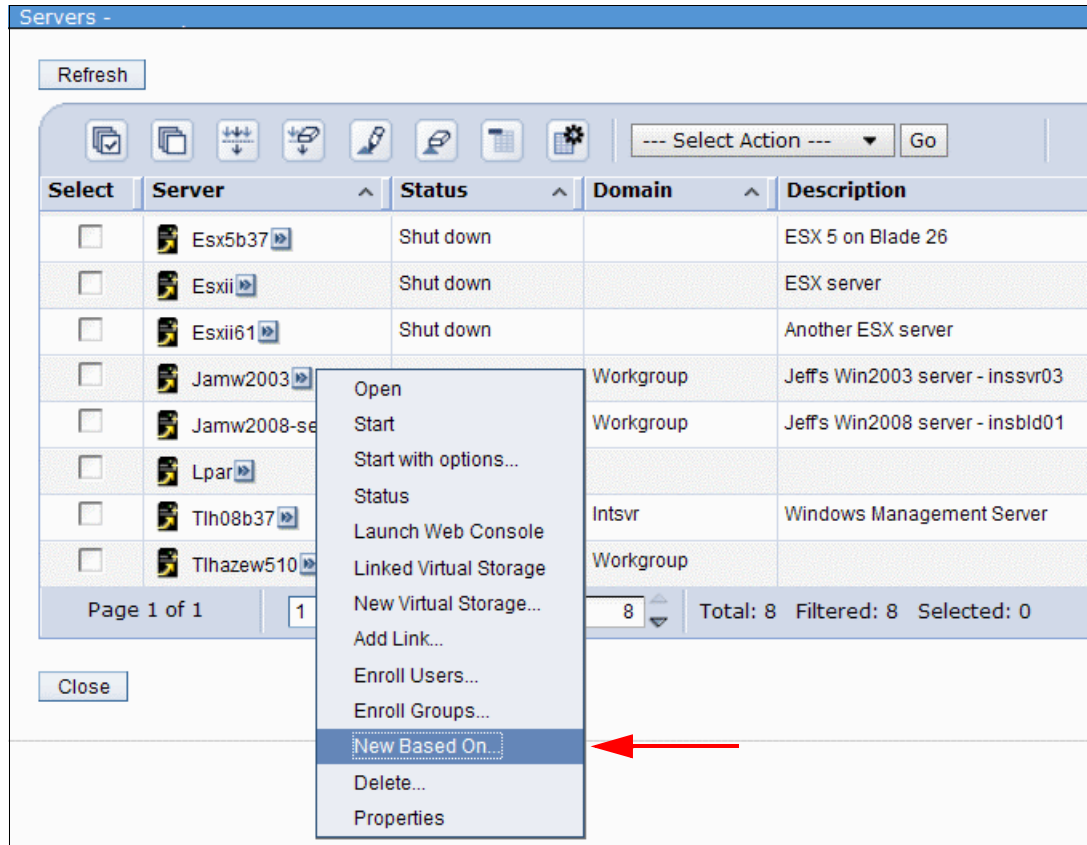 Servers -
Refresh
--- Select Action --- Go
Select Server Status Domain Description
Esx5b37 Shut down ESX 5 on Blade 26
Esxii Shut down ESX server
Esxii61 Shut down Another ESX server
Jamw2003 Workgroup Jeff's Win2003 server - inssvr03
Jamw2008-se Workgroup Jeff's Win2008 server - insbld01
Lpar
Tlh08b37 Intsvr Windows Management Server
Tlhazew510 Workgroup
Page 1 of 1 1 8 Total: 8 Filtered: 8 Selected: 0
Close
Open
Start
Start with options...
Status
Launch Web Console
Linked Virtual Storage
New Virtual Storage...
Add Link...
Enroll Users...
Enroll Groups...
New Based On...
Delete...
Properties